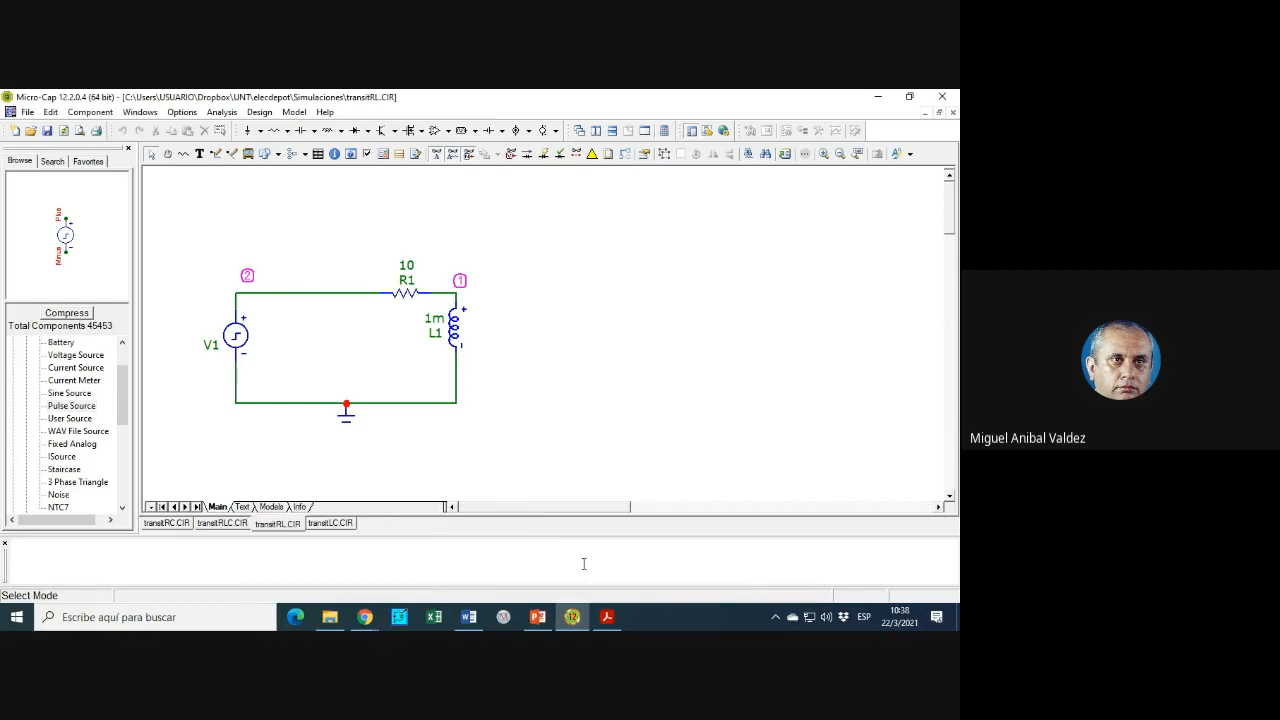 Micro-Cap 12.2.0.4 (64 bit) - [C:\Users\USUARIO\Dropbox\UNT\elecdepot\Simulaciones\transitRL.CIR]
File Edit Component Windows Options Analysis Design Model Help
Browse Search Favorites
Plus
Minus
Compress
Total Components 45453
Battery
Voltage Source
Current Source
Current Meter
Sine Source
Pulse Source
User Source
WAV File Source
Fixed Analog
ISource
Staircase
3 Phase Triangle
Noise
NTC7
2
10
R1
1
1m
L1
V1
Main Text Models Info
transitRC.CIR transitRLC.CIR transitRL.CIR transitLC.CIR
Select Mode
Escribe aquí para buscar
ESP
10:38
22/3/2021
Miguel Anibal Valdez